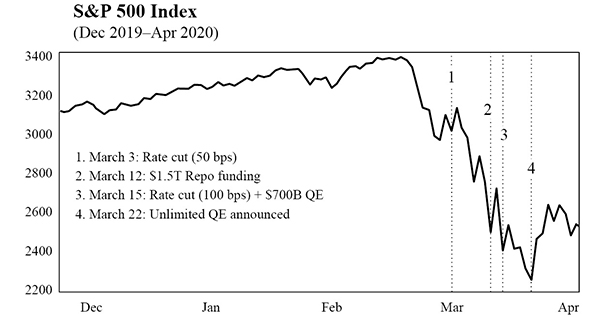 S&P 500 Index
(Dec 2019–Apr 2020)
3400
3200
3000
2800
2600
2400
2200
1
2
3
4
1. March 3: Rate cut (50 bps)
2. March 12: $1.5T Repo funding
3. March 15: Rate cut (100 bps) + $700B QE
4. March 22: Unlimited QE announced
Dec Jan Feb Mar Apr